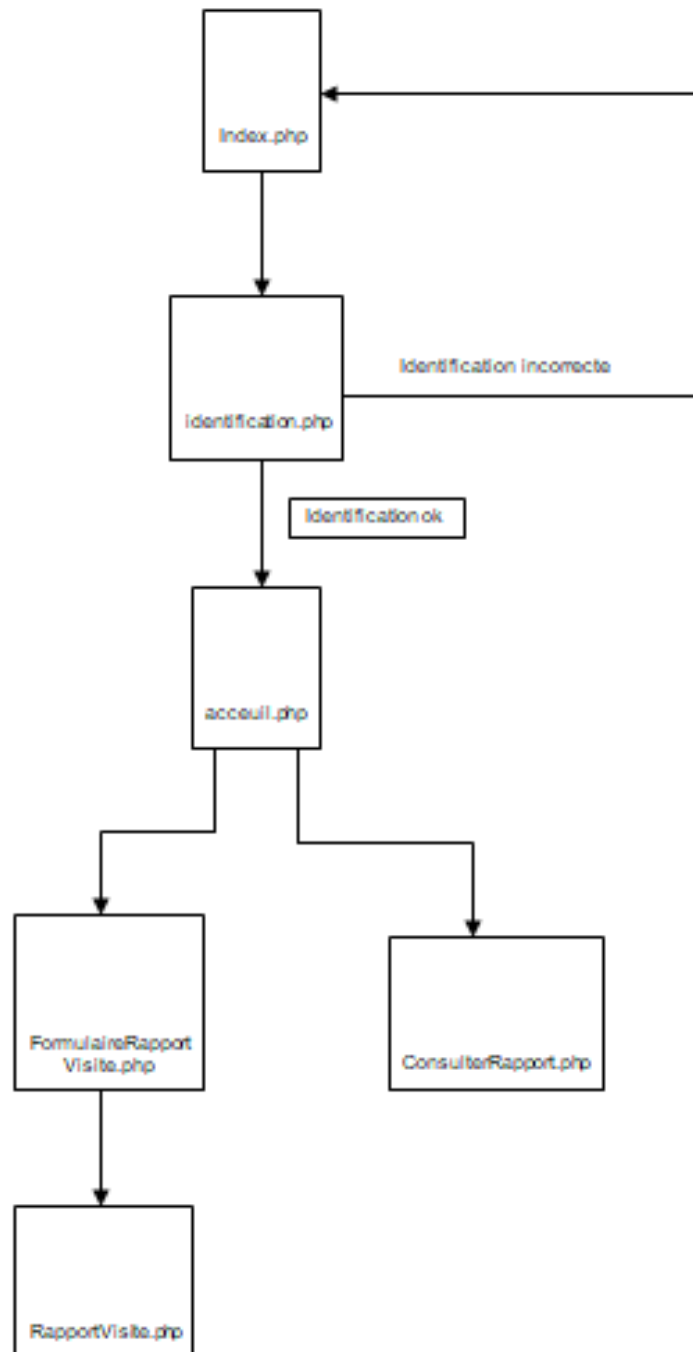 Index.php
Identification incorrecte
identification.php
Identification ok
acceuil.php
FormulaireRapport
Visite.php
ConsulterRapport.php
RapportVisite.php